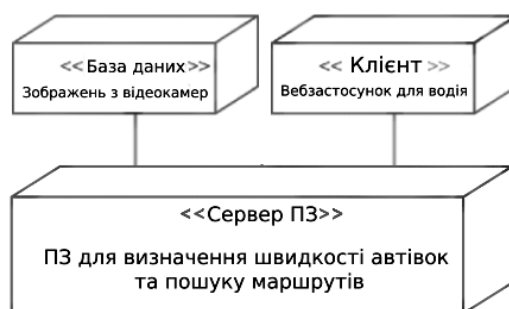 <<База даних>>
Зображень з відеокамер
<< Клієнт >>
Вебзастосунок для водія
<<Сервер ПЗ>>
ПЗ для визначення швидкості автівок
та пошуку маршрутів